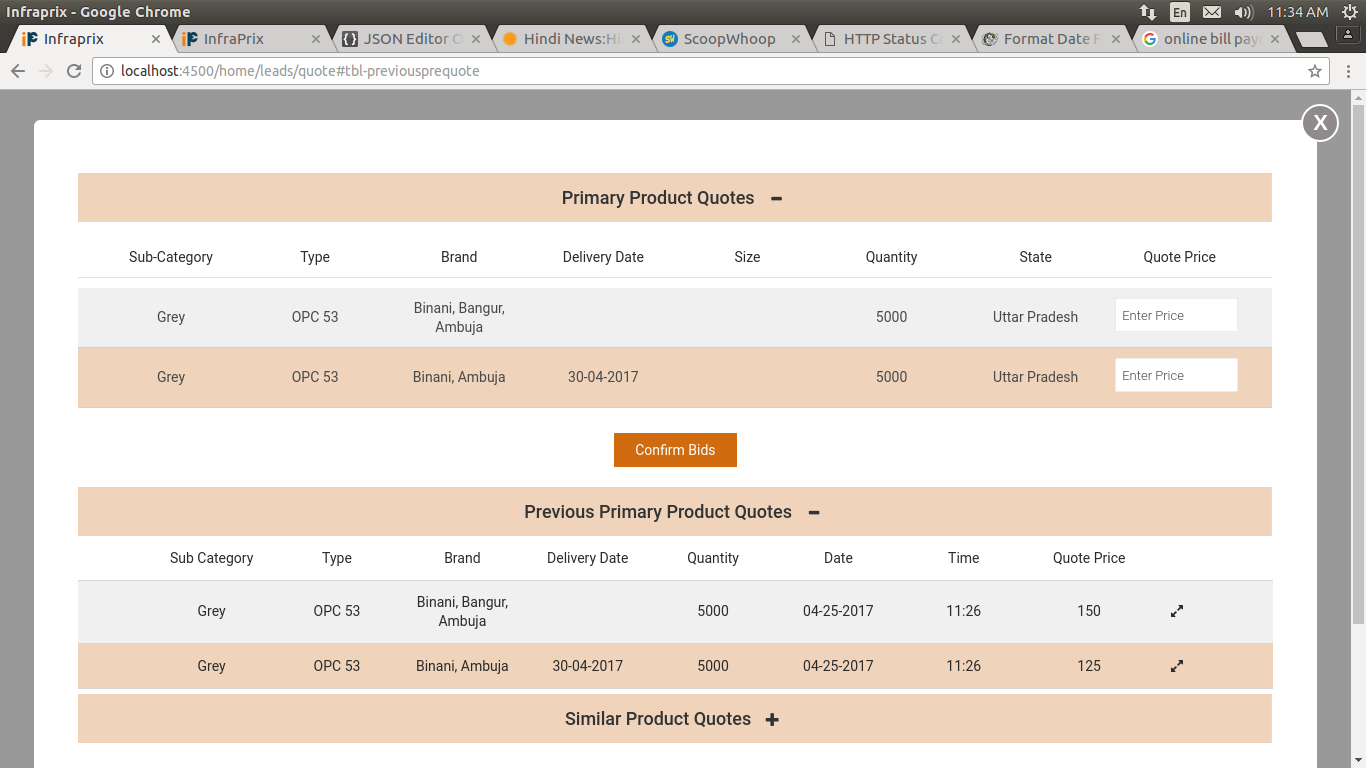 Infraprix - Google Chrome
En
11:34 AM
Infraprix
InfraPrix
JSON Editor O
Hindi News:Hi
ScoopWhoop
HTTP Status C
Format Date F
online bill pay
localhost:4500/home/leads/quote#tbl-previousprequote
X
Primary Product Quotes
Sub-Category Type Brand Delivery Date Size Quantity State Quote Price
Grey OPC 53 Binani, Bangur, Ambuja 5000 Uttar Pradesh Enter Price
Grey OPC 53 Binani, Ambuja 30-04-2017 5000 Uttar Pradesh Enter Price
Confirm Bids
Previous Primary Product Quotes
Sub Category Type Brand Delivery Date Quantity Date Time Quote Price
Grey OPC 53 Binani, Bangur, Ambuja 5000 04-25-2017 11:26 150
Grey OPC 53 Binani, Ambuja 30-04-2017 5000 04-25-2017 11:26 125
Similar Product Quotes